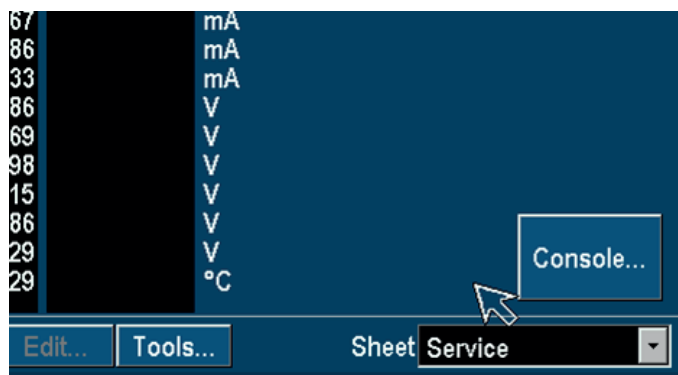 67 mA
86 mA
33 mA
86 V
69 V
98 V
15 V
86 V
29 V
29 °C
Console...
Edit... Tools... Sheet Service